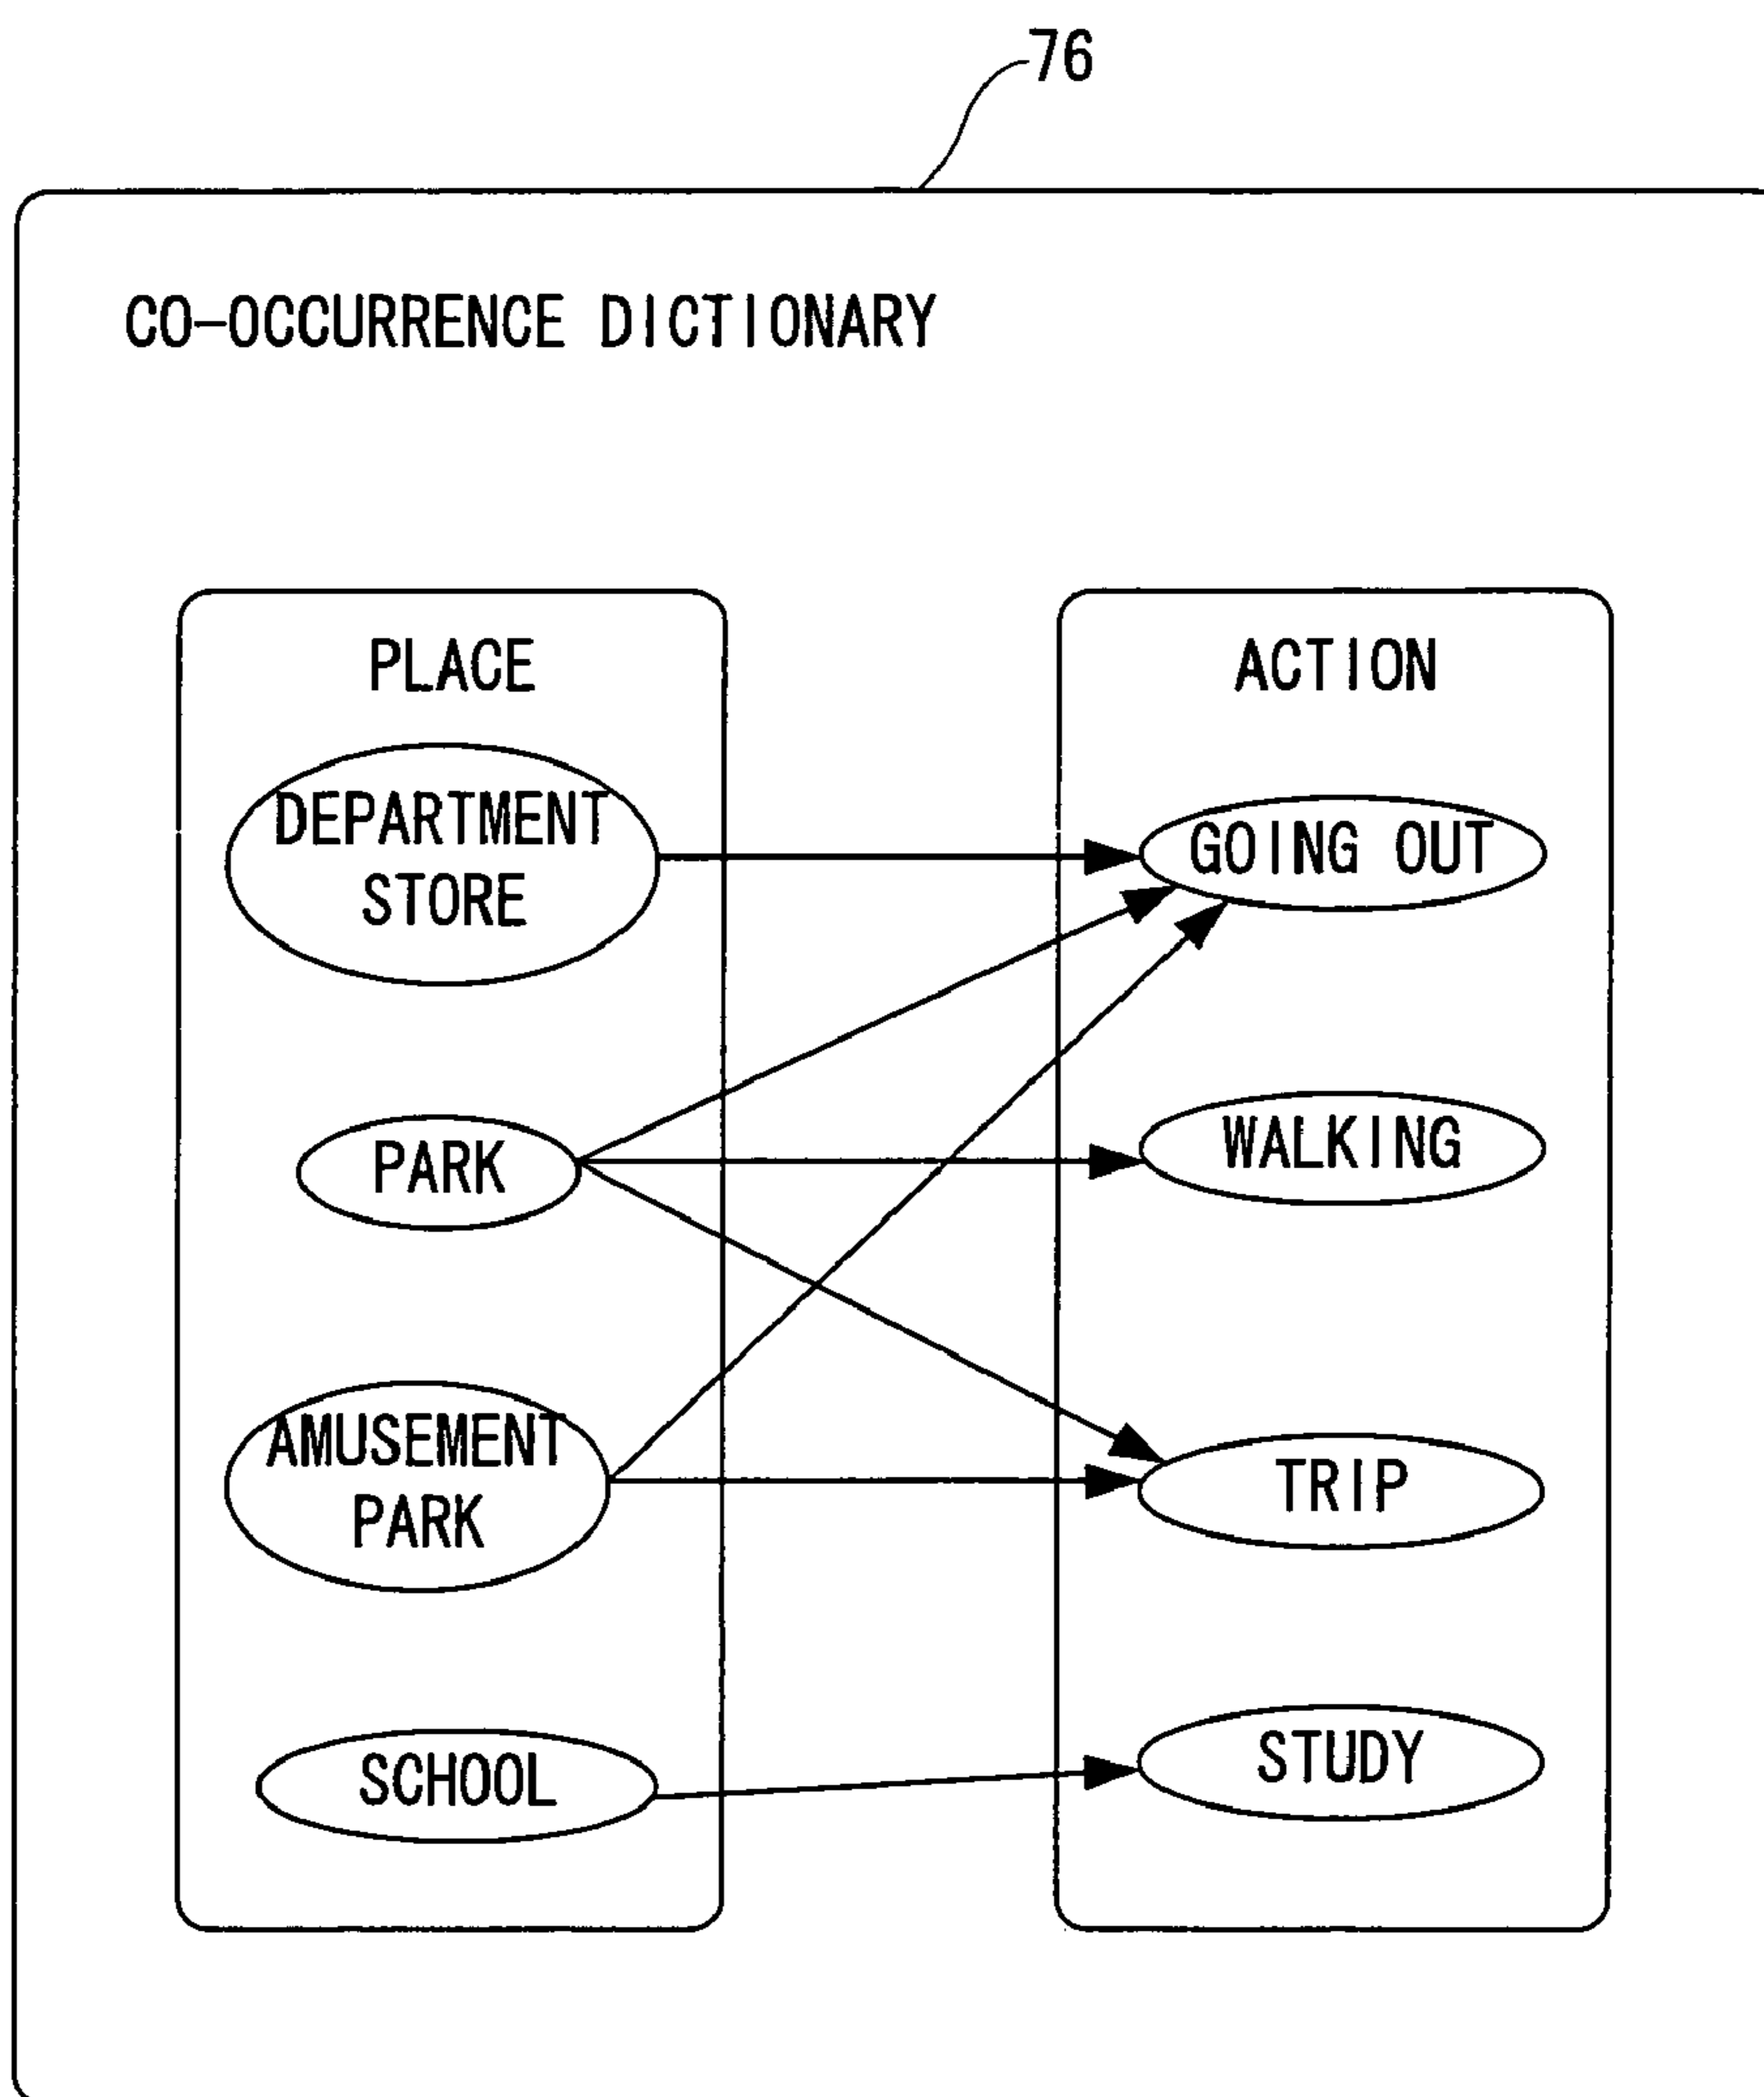 76
CO-OCCURRENCE DICTIONARY
PLACE
DEPARTMENT
STORE
PARK
AMUSEMENT
PARK
SCHOOL
ACTION
GOING OUT
WALKING
TRIP
STUDY